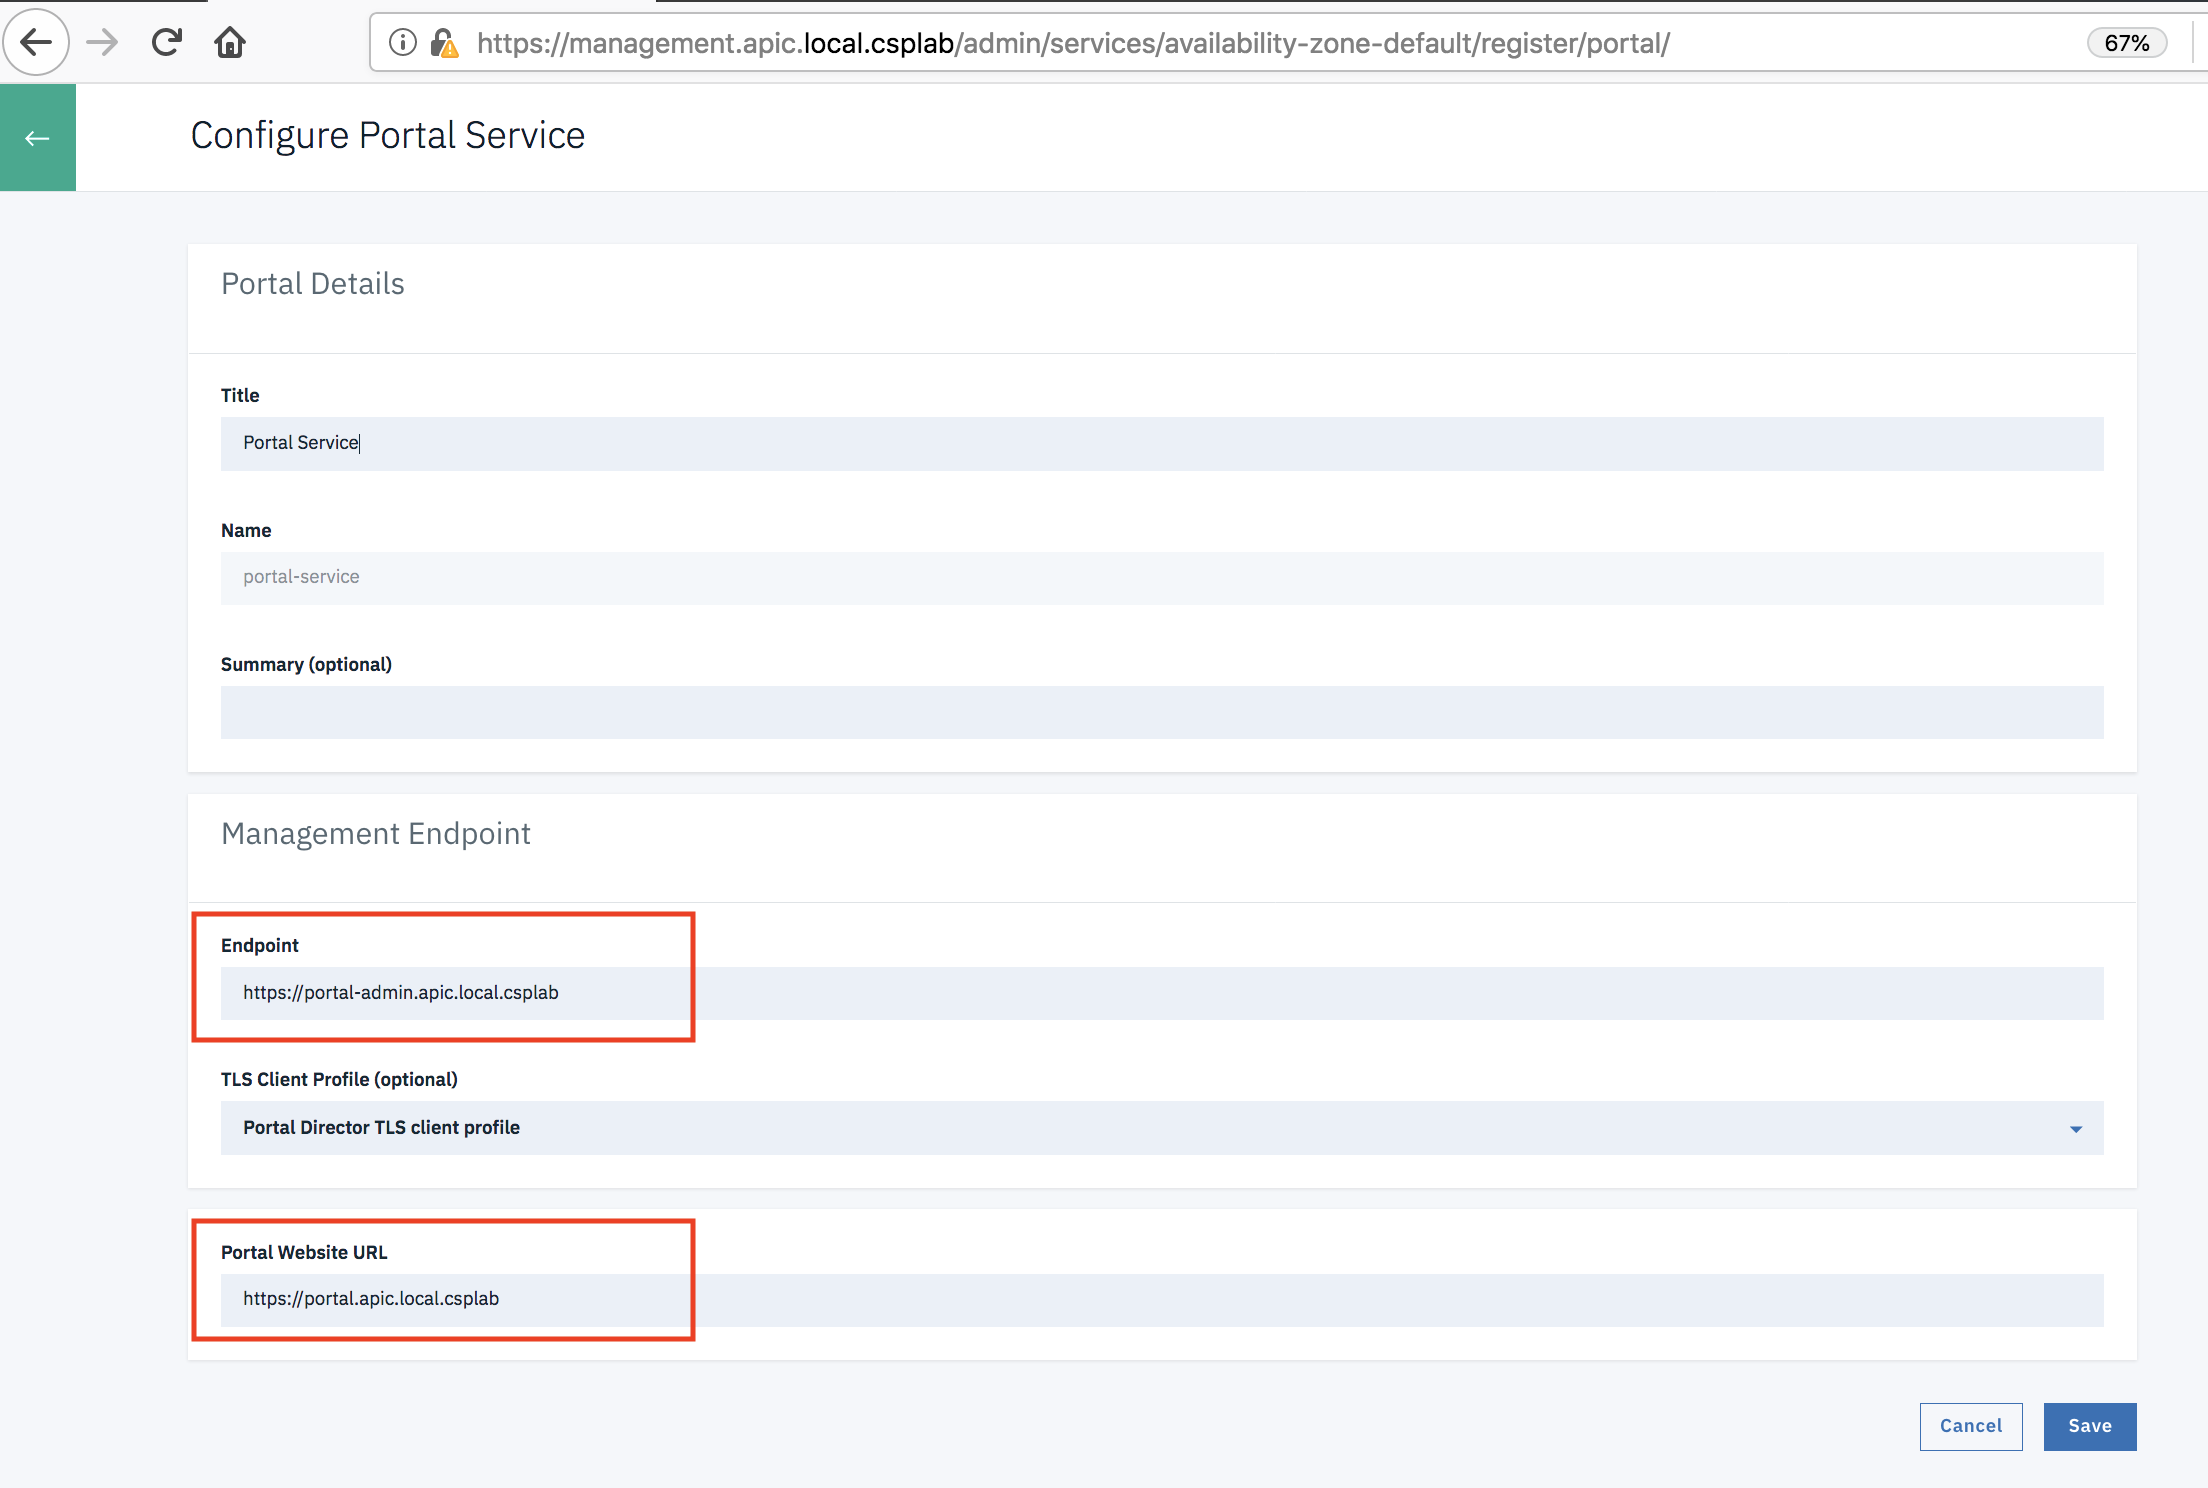 https://management.apic.local.csplab/admin/services/availability-zone-default/register/portal/
67%
Configure Portal Service
Portal Details
Title
Portal Service
Name
portal-service
Summary (optional)
Management Endpoint
Endpoint
https://portal-admin.apic.local.csplab
TLS Client Profile (optional)
Portal Director TLS client profile
Portal Website URL
https://portal.apic.local.csplab
Cancel
Save